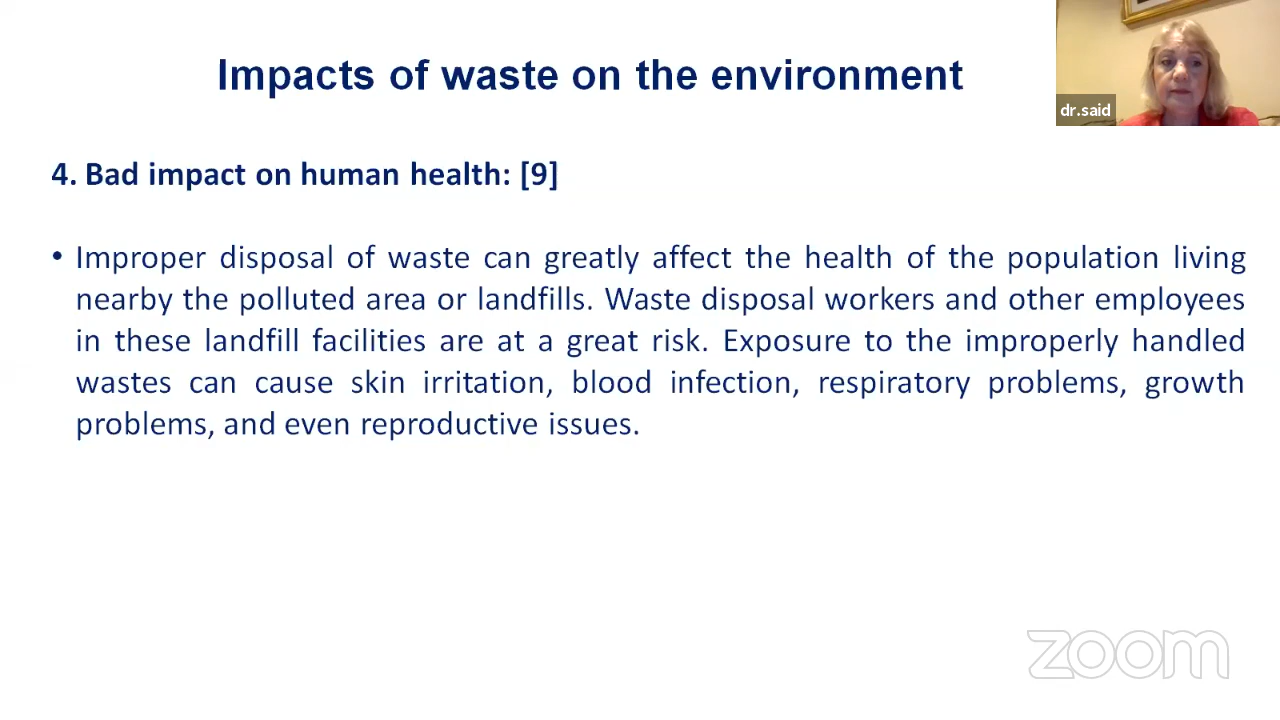 Impacts of waste on the environment
dr.said
4. Bad impact on human health: [9]
• Improper disposal of waste can greatly affect the health of the population living
nearby the polluted area or landfills. Waste disposal workers and other employees
in these landfill facilities are at a great risk. Exposure to the improperly handled
wastes can cause skin irritation, blood infection, respiratory problems, growth
problems, and even reproductive issues.
zoom